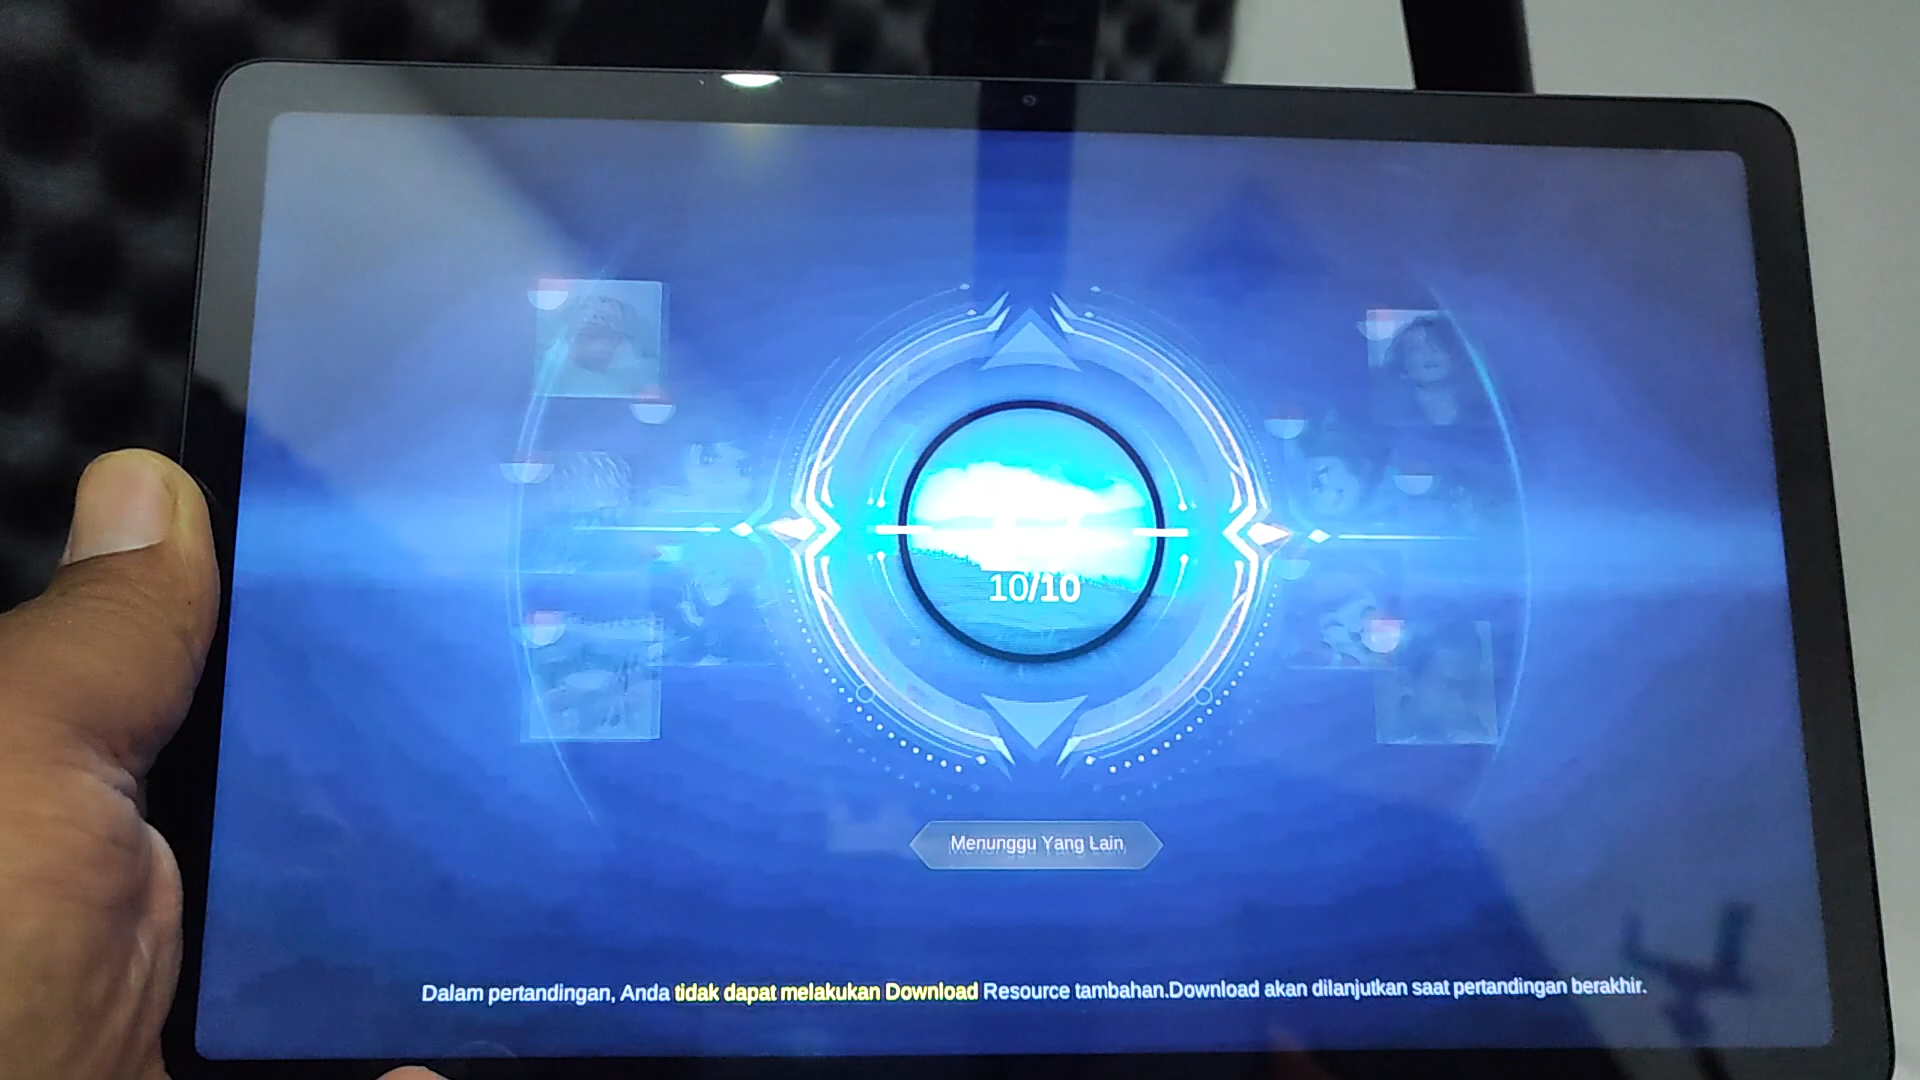 10/10
Menunggu Yang Lain
Dalam pertandingan, Anda tidak dapat melakukan Download Resource tambahan.Download akan dilanjutkan saat pertandingan berakhir.